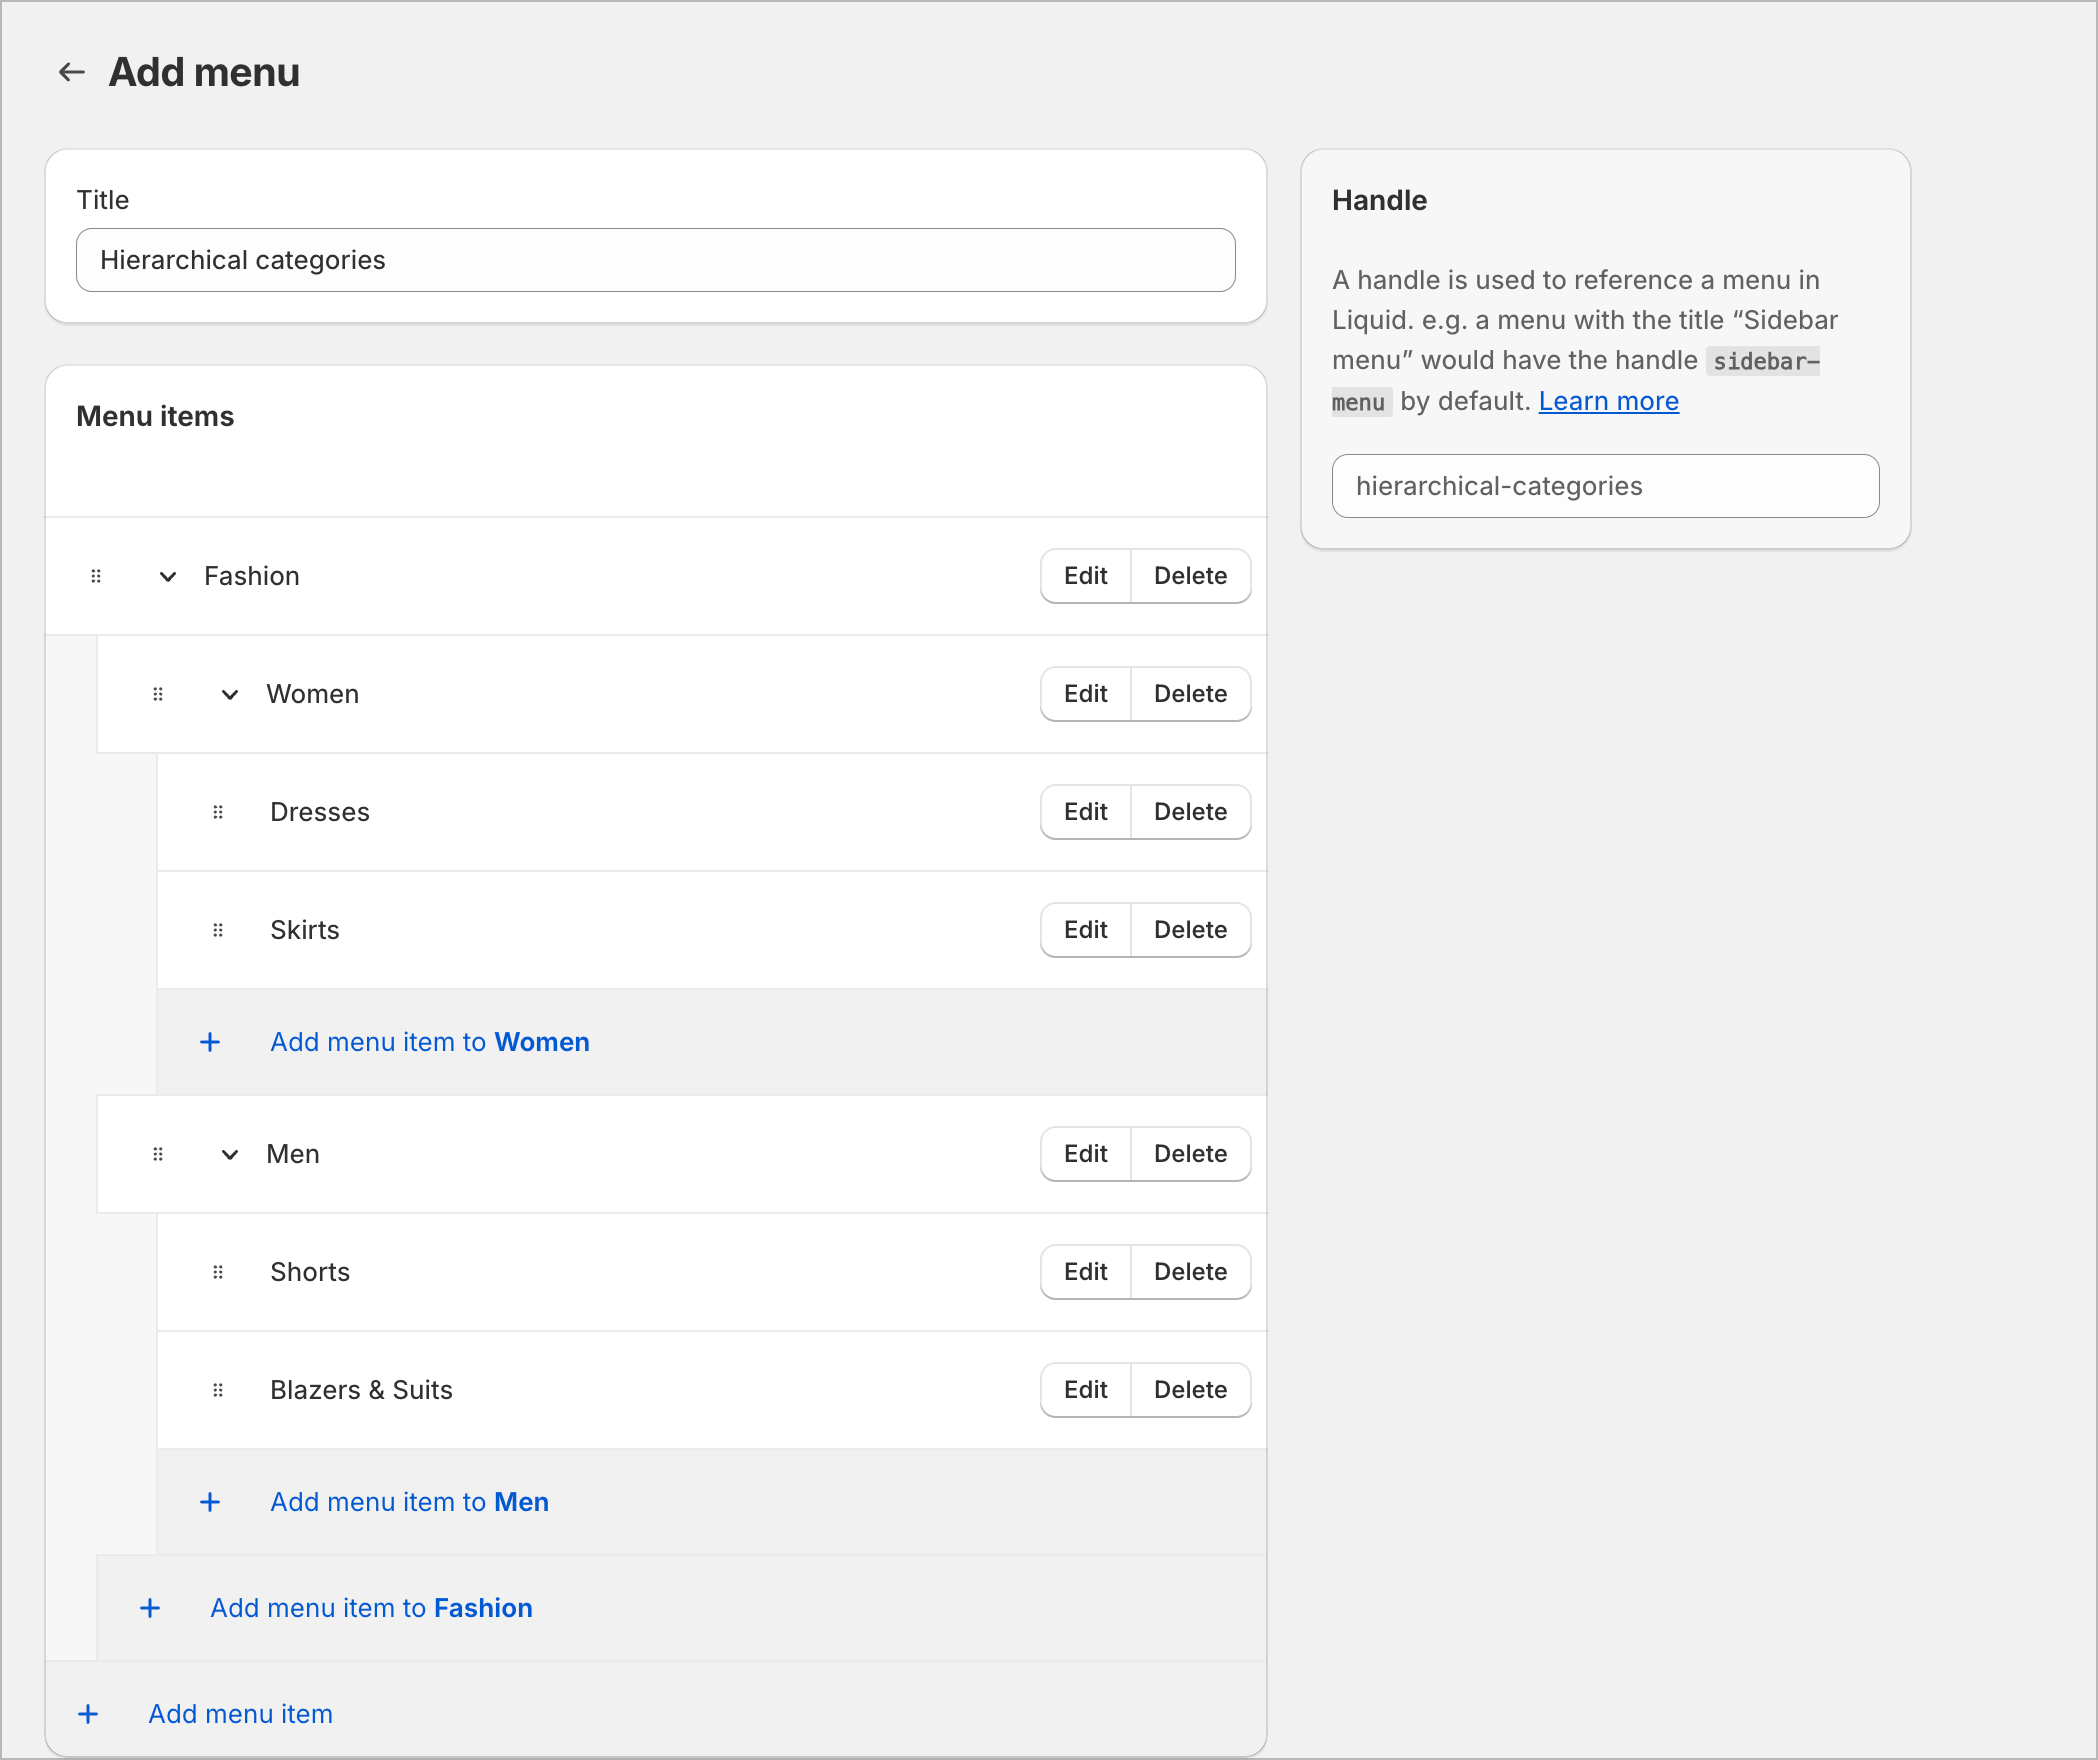 Add menu
Title
Hierarchical categories
Menu items
Fashion
Edit
Delete
Women
Edit
Delete
Dresses
Edit
Delete
Skirts
Edit
Delete
Add menu item to Women
Men
Edit
Delete
Shorts
Edit
Delete
Blazers & Suits
Edit
Delete
Add menu item to Men
Add menu item to Fashion
Add menu item
Handle
A handle is used to reference a menu in
Liquid. e.g. a menu with the title “Sidebar
menu” would have the handle sidebar-
menu by default. Learn more
hierarchical-categories